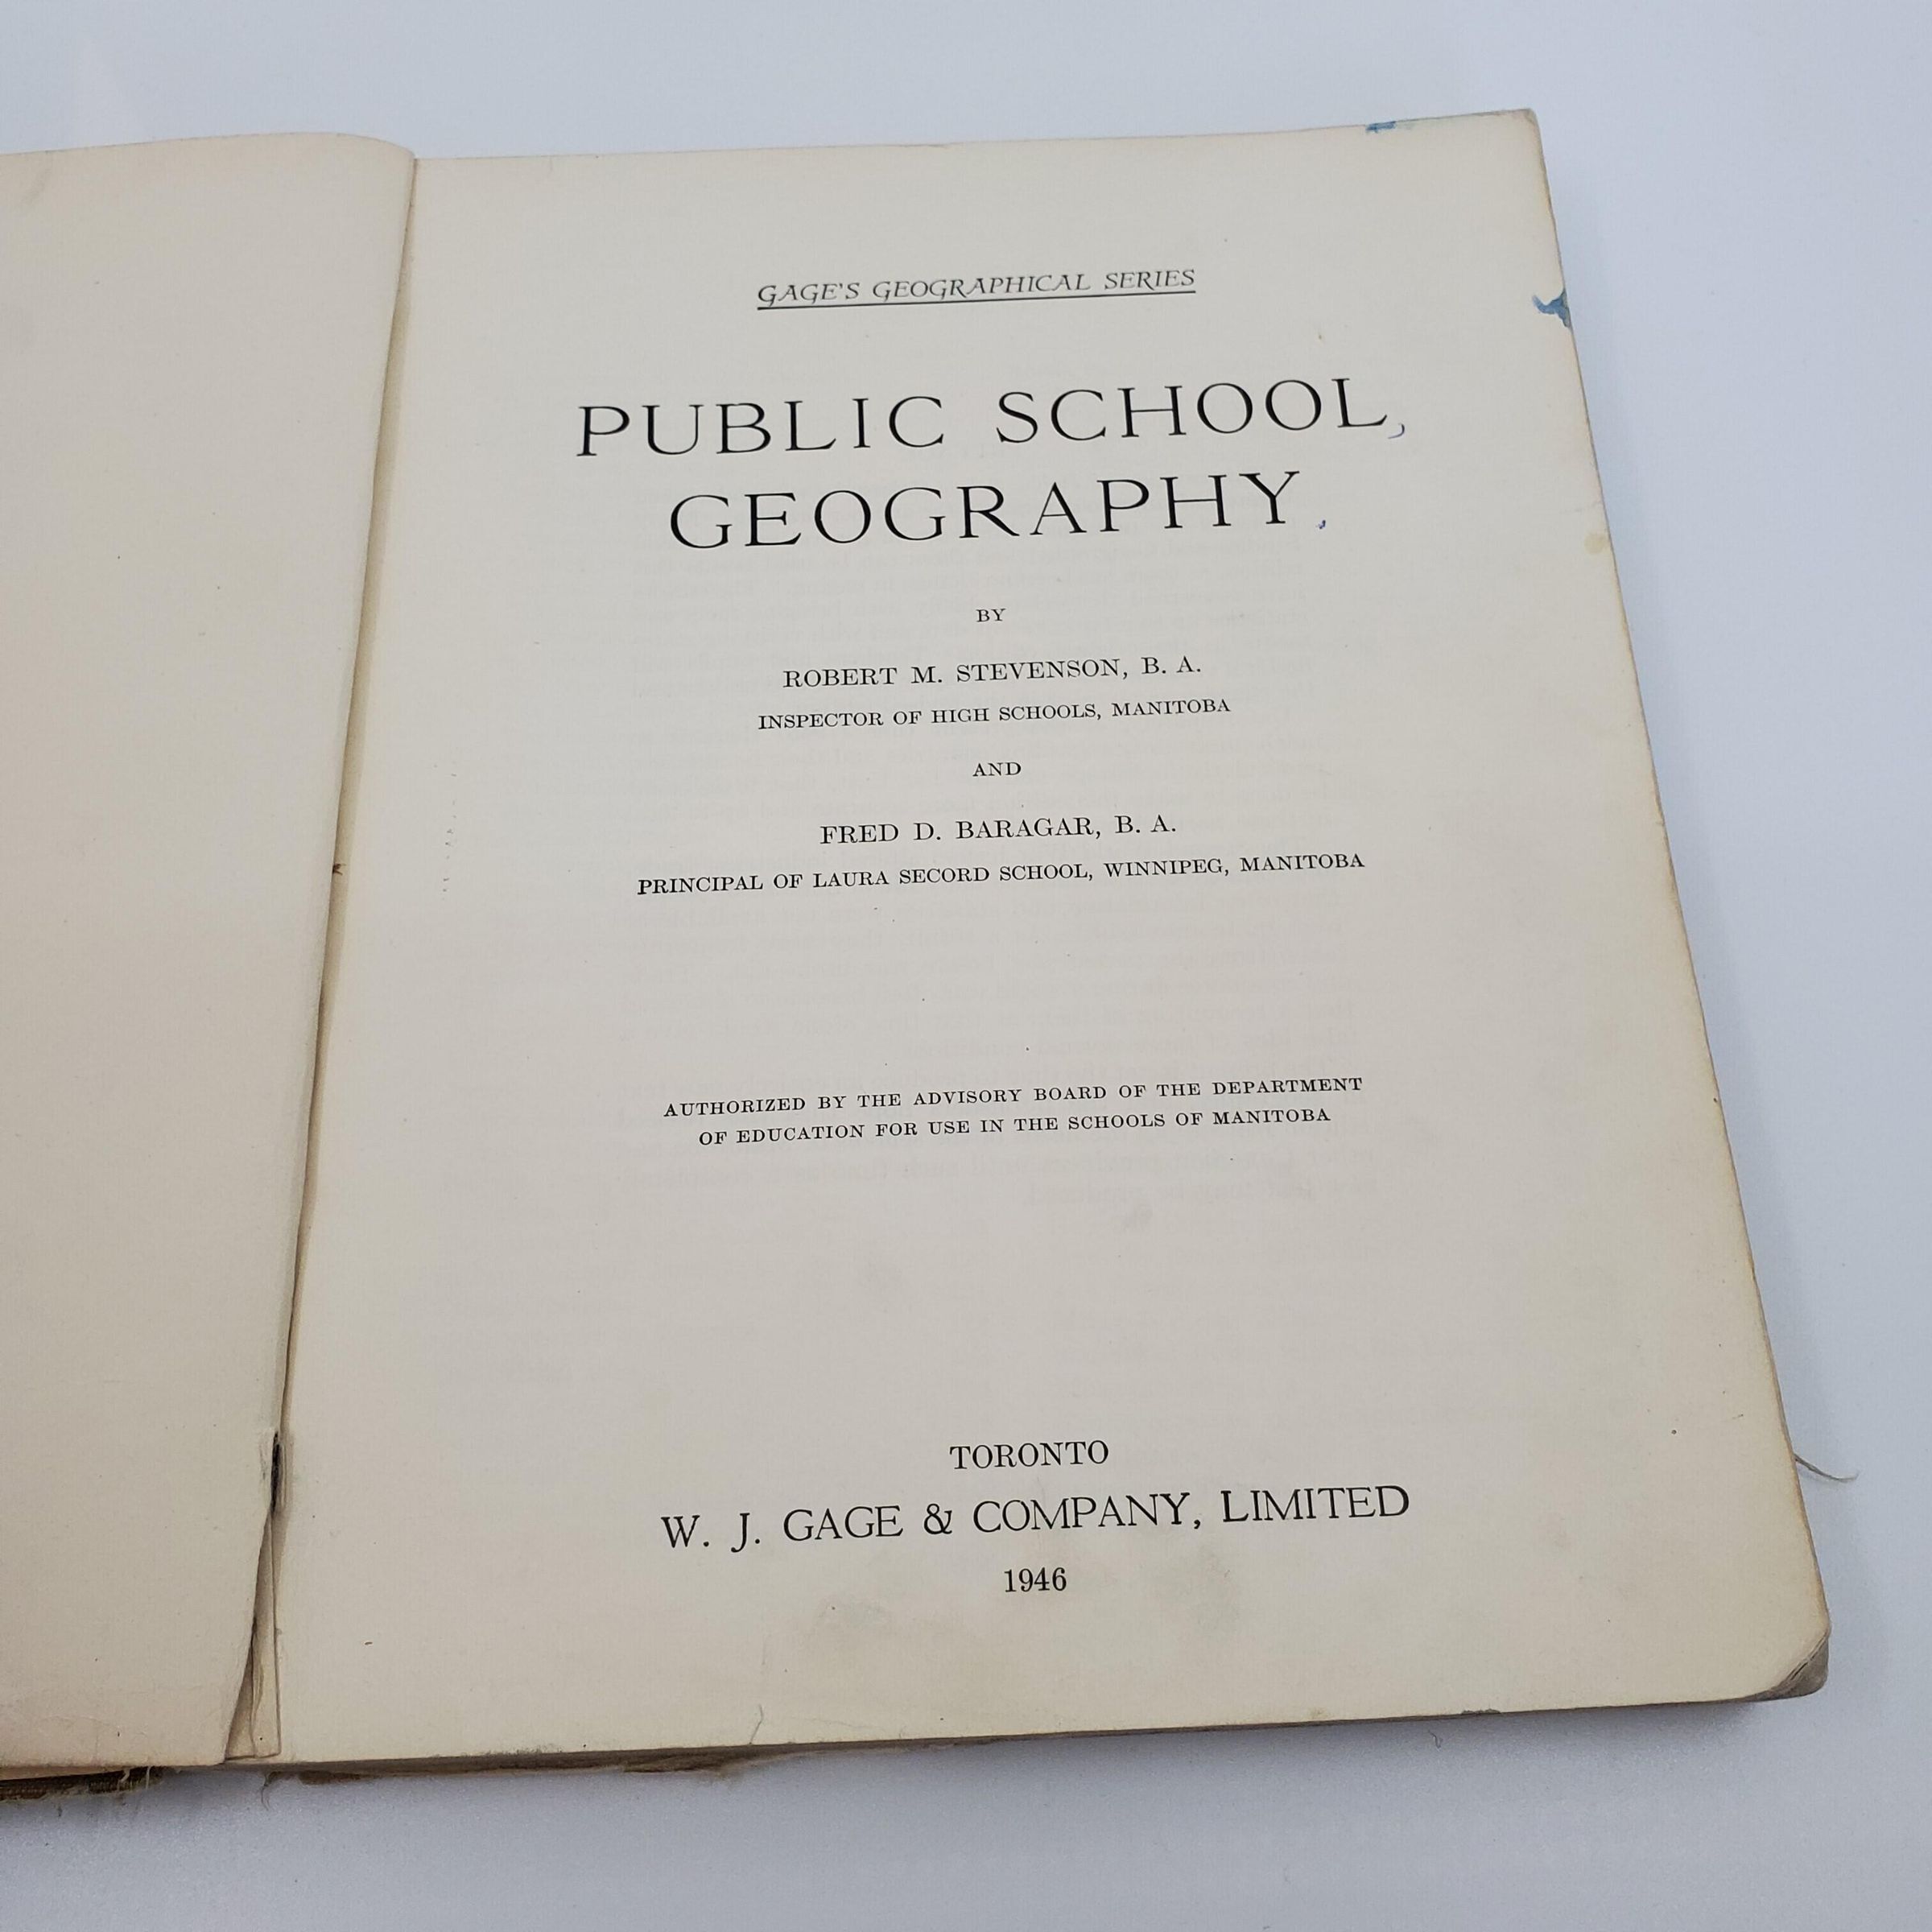 GAGE'S GEOGRAPHICAL SERIES
PUBLIC SCHOOL,
GEOGRAPHY,
BY
ROBERT M. STEVENSON, B. A.
INSPECTOR OF HIGH SCHOOLS, MANITOBA
AND
FRED D. BARAGAR, B. A.
PRINCIPAL OF LAURA SECORD SCHOOL, WINNIPEG, MANITOBA
AUTHORIZED BY THE ADVISORY BOARD OF THE DEPARTMENT
OF EDUCATION FOR USE IN THE SCHOOLS OF MANITOBA
TORONTO
W. J. GAGE & COMPANY, LIMITED
1946